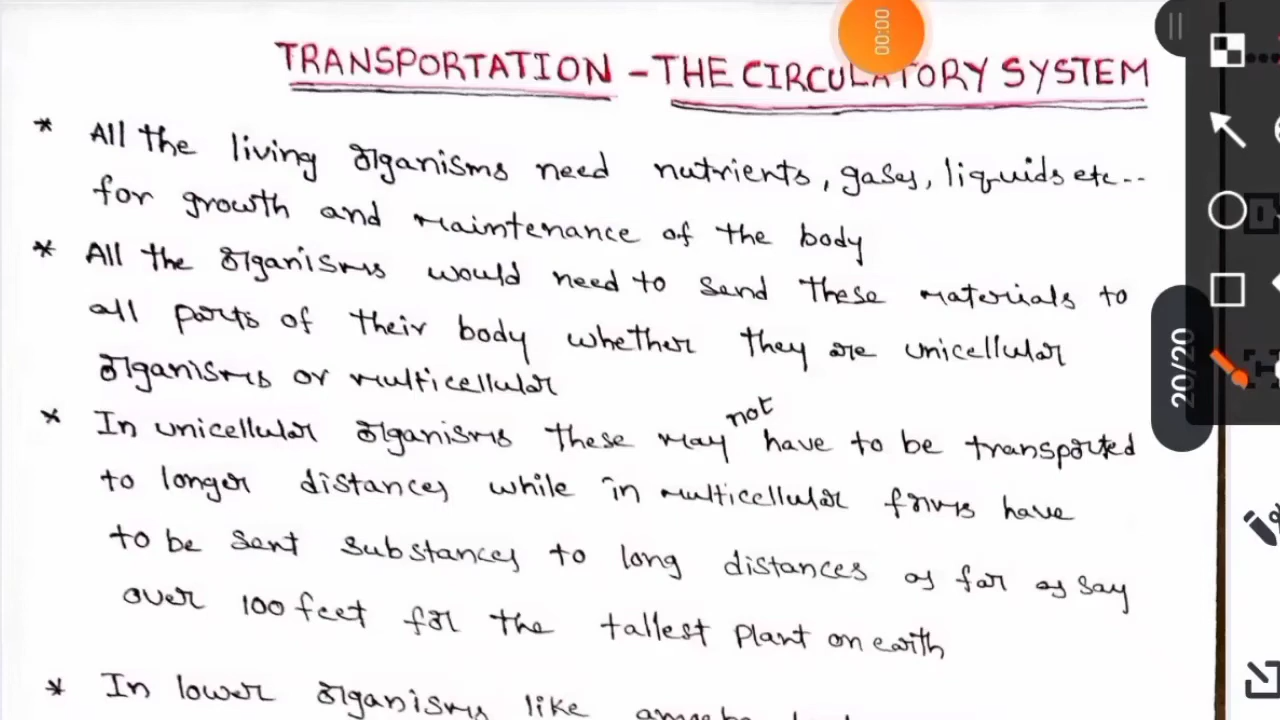 00:00
TRANSPORTATION - THE CIRCULATORY SYSTEM
* All the living organisms need nutrients, gases, liquids etc...
for growth and maintenance of the body
* All the organisms would need to send these materials to
all parts of their body whether they are unicellular
organisms or multicellular
* In unicellular organisms these may not have to be transported
to longer distances while in multicellular forms have
to be sent substances to long distances as far as say
over 100 feet for the tallest plant on earth
* In lower organisms like
20/20